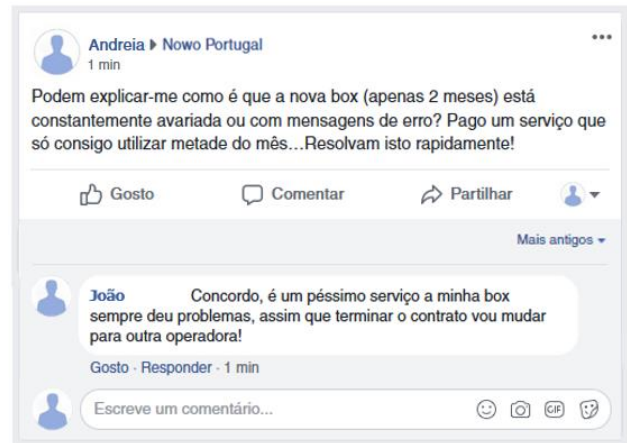 Andreia ▶ Nowo Portugal
1 min
Podem explicar-me como é que a nova box (apenas 2 meses) está
constantemente avariada ou com mensagens de erro? Pago um serviço que
só consigo utilizar metade do mês…Resolvam isto rapidamente!
Gosto Comentar Partilhar
Mais antigos
João Concordo, é um péssimo serviço a minha box
sempre deu problemas, assim que terminar o contrato vou mudar
para outra operadora!
Gosto · Responder · 1 min
Escreve um comentário... GIF